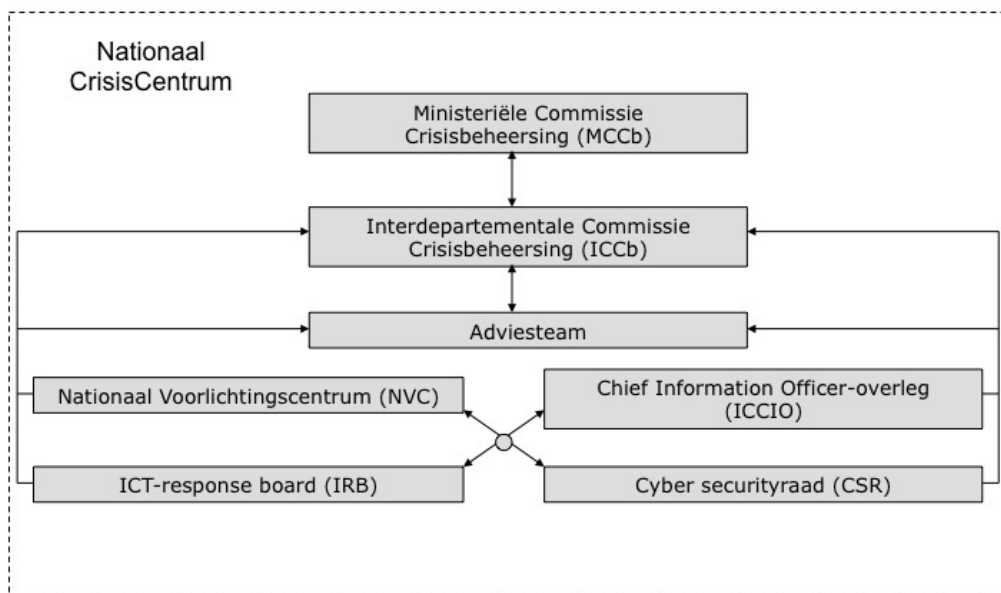 Nationaal
CrisisCentrum
Ministeriële Commissie
Crisisbeheersing (MCCb)
Interdepartementale Commissie
Crisisbeheersing (ICCb)
Adviesteam
Nationaal Voorlichtingscentrum (NVC)
Chief Information Officer-overleg
(ICCIO)
ICT-response board (IRB)
Cyber securityraad (CSR)